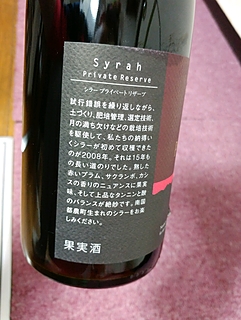 Syrah
Private Reserve
シラー プライベートリザーブ
試行錯誤を繰り返しながら、
土づくり、肥培管理、選定技術、
月の満ち欠けなどの栽培技術
を駆使して、私たちの納得い
くシラーが初めて収穫できた
のが2008年。それは15年も
の長い道のりでした。熟した
赤いプラム、サクランボ、カシ
スの香りのニュアンスに果実
味、そして上品なタンニンと酸
のバランスが絶妙です。南国
都農町生まれのシラーをお楽
しみください。
果実酒